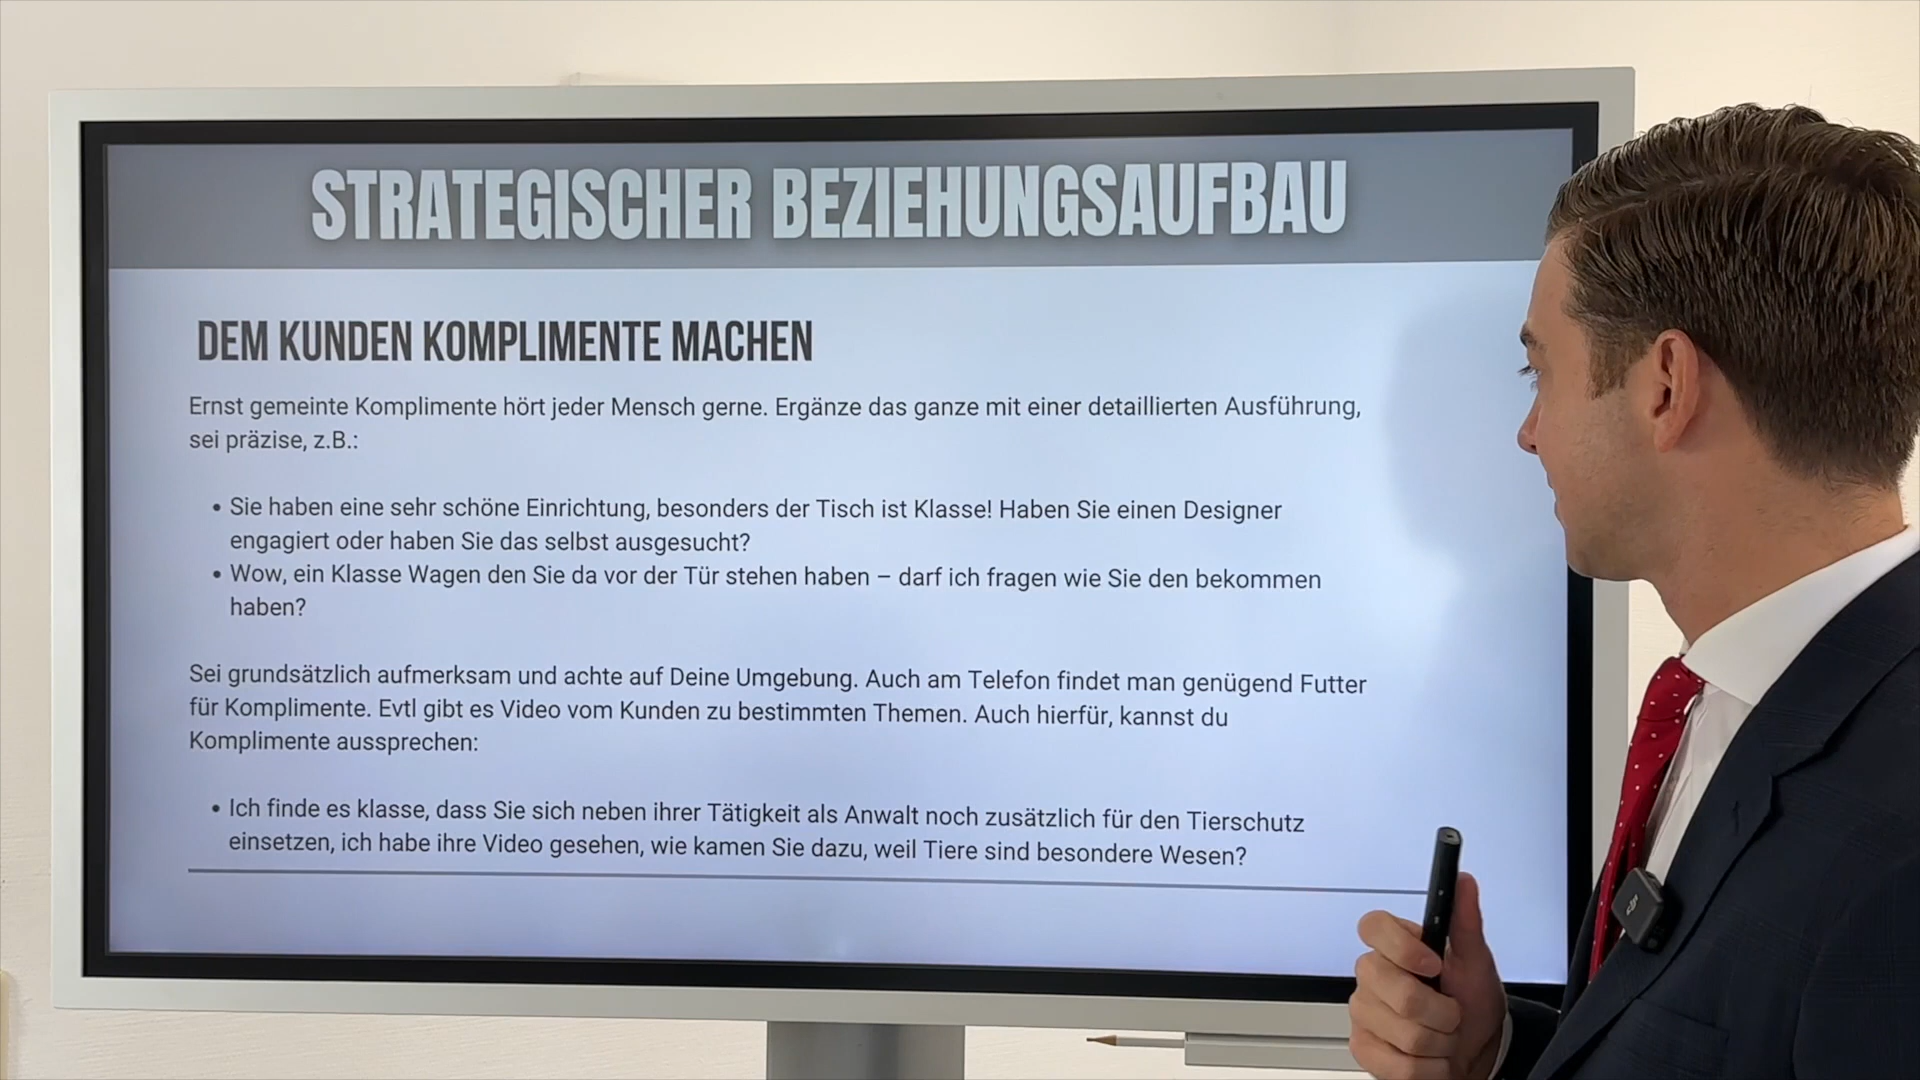 STRATEGISCHER BEZIEHUNGSAUFBAU
DEM KUNDEN KOMPLIMENTE MACHEN
Ernst gemeinte Komplimente hört jeder Mensch gerne. Ergänze das ganze mit einer detaillierten Ausführung,
sei präzise, z.B.:
• Sie haben eine sehr schöne Einrichtung, besonders der Tisch ist Klasse! Haben Sie einen Designer
engagiert oder haben Sie das selbst ausgesucht?
• Wow, ein Klasse Wagen den Sie da vor der Tür stehen haben – darf ich fragen wie Sie den bekommen
haben?
Sei grundsätzlich aufmerksam und achte auf Deine Umgebung. Auch am Telefon findet man genügend Futter
für Komplimente. Evtl gibt es Video vom Kunden zu bestimmten Themen. Auch hierfür, kannst du
Komplimente aussprechen:
• Ich finde es klasse, dass Sie sich neben ihrer Tätigkeit als Anwalt noch zusätzlich für den Tierschutz
einsetzen, ich habe ihre Video gesehen, wie kamen Sie dazu, weil Tiere sind besondere Wesen?